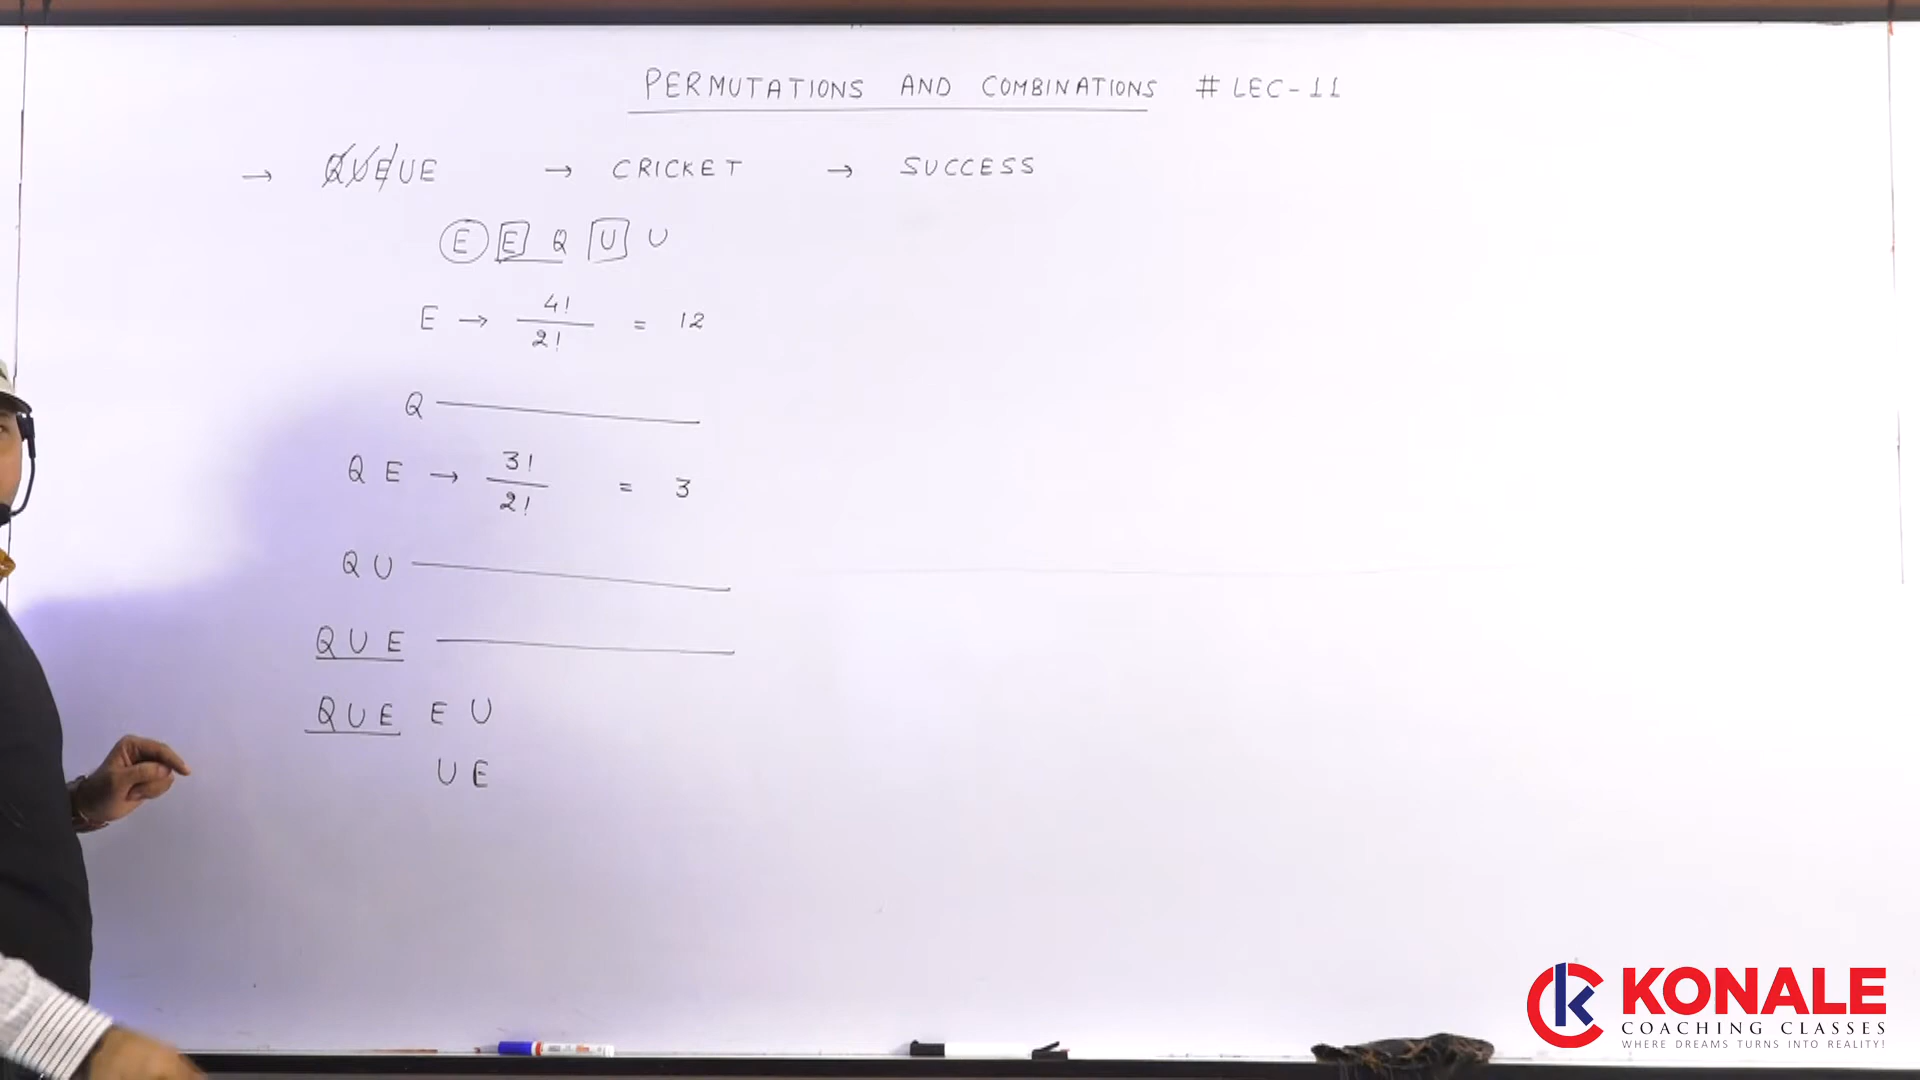 PERMUTATIONS AND COMBINATIONS # LEC-11
→ QUEUE → CRICKET → SUCCESS
E E Q U U
E → 4!/2! = 12
Q
Q E → 3!/2! = 3
Q U
Q U E
Q U E E U
U E
KONALE
COACHING CLASSES
WHERE DREAMS TURNS INTO REALITY!